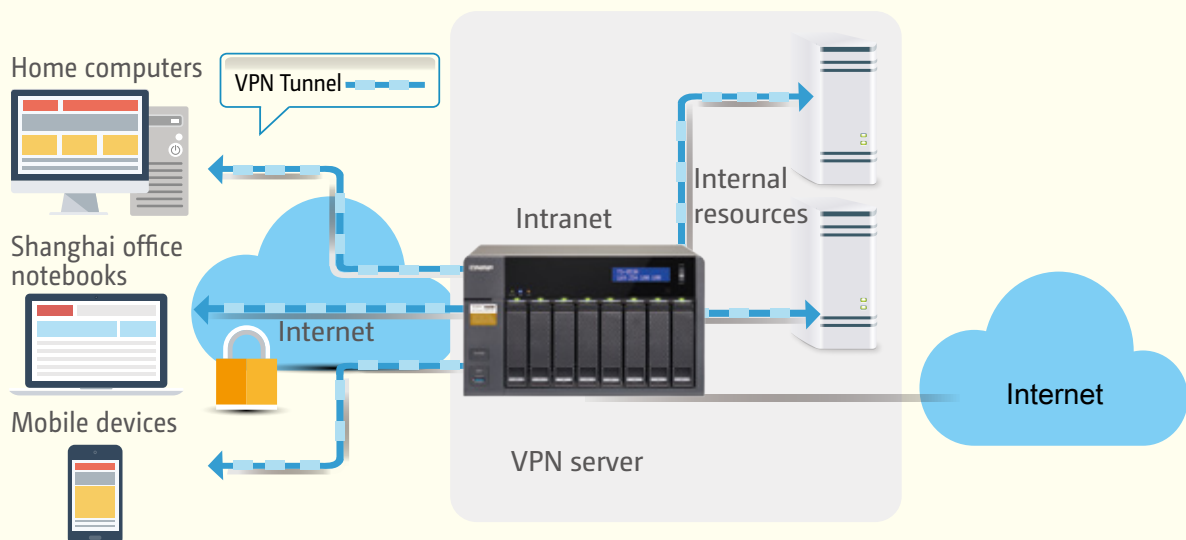 Home computers
VPN Tunnel
Internal
resources
Intranet
Shanghai office
notebooks
Internet
Internet
Mobile devices
VPN server